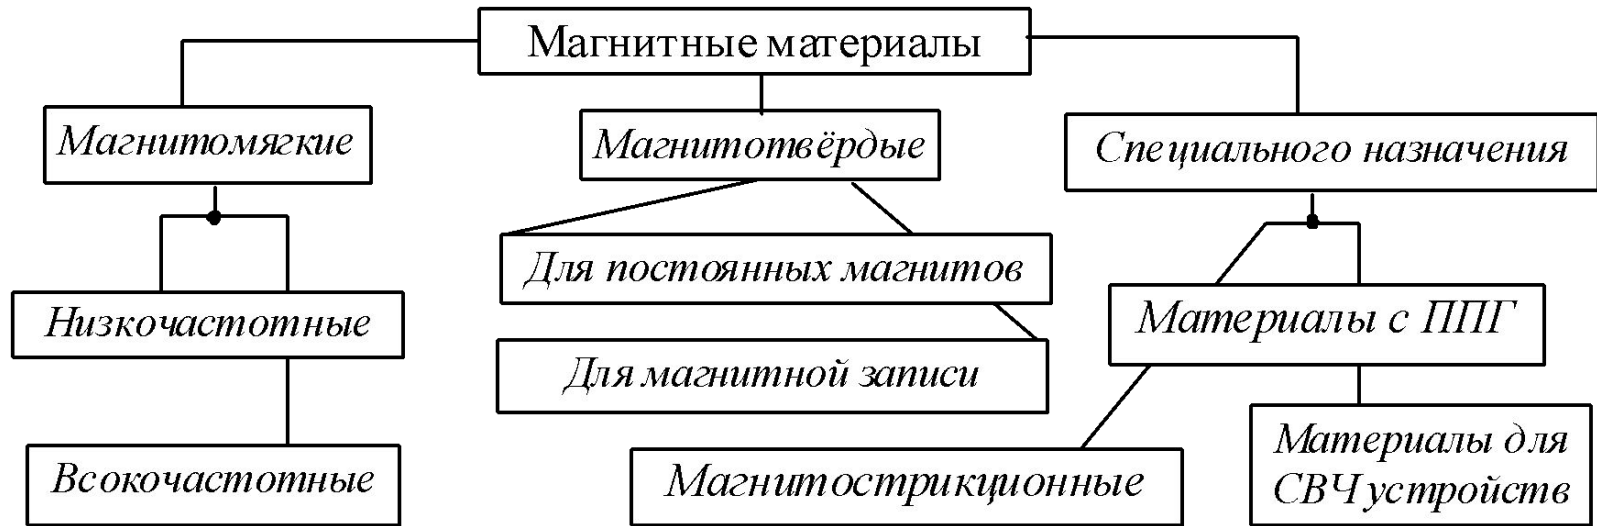 Магнитные материалы
Магнитомягкие
Магнитотвёрдые
Специального назначения
Для постоянных магнитов
Низкочастотные
Материалы с ППГ
Для магнитной записи
Всокочастотные
Магнитострикционные
Материалы для
СВЧ устройств